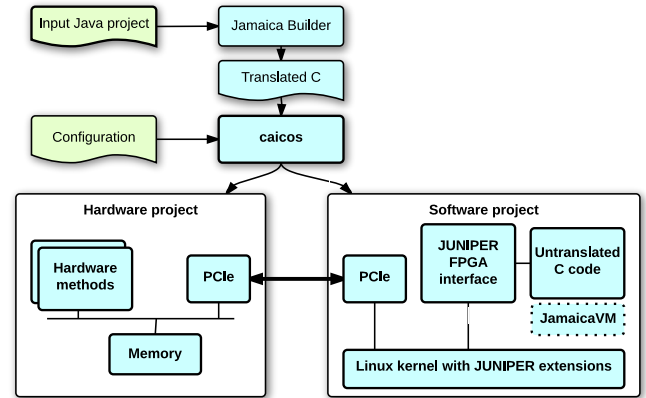 Input Java project
Jamaica Builder
Translated C
Configuration
caicos
Hardware project
Hardware
methods
PCIe
Memory
Software project
PCIe
JUNIPER
FPGA
interface
Untranslated
C code
JamaicaVM
Linux kernel with JUNIPER extensions